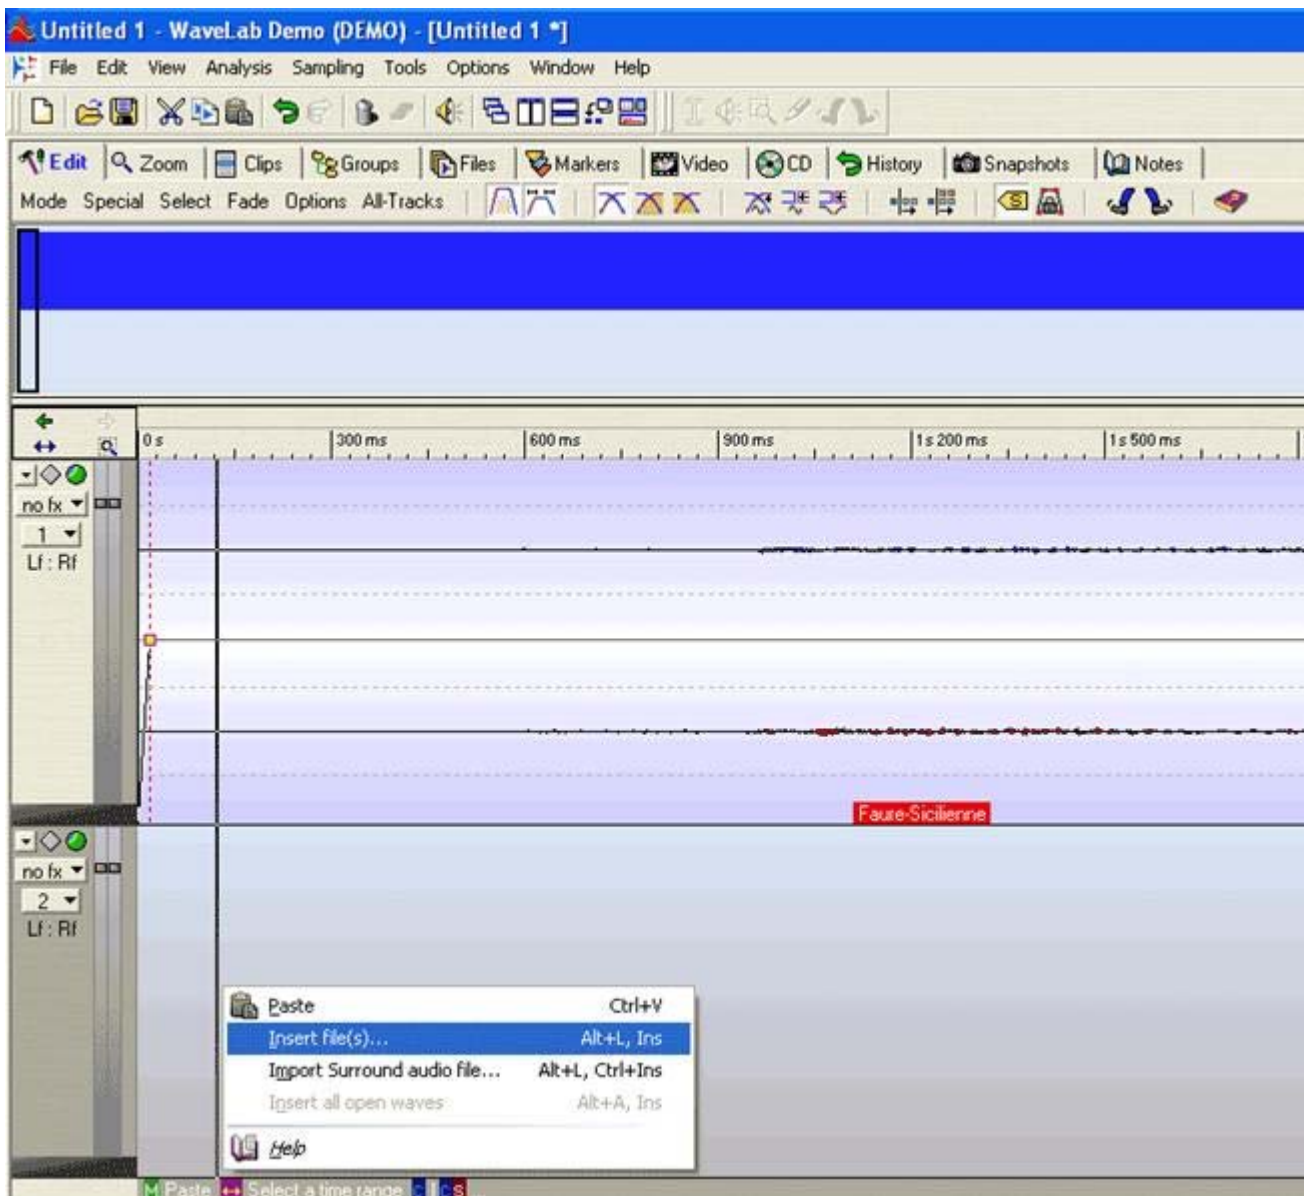 Untitled 1 - WaveLab Demo (DEMO) - [Untitled 1 *]
File Edit View Analysis Sampling Tools Options Window Help
Edit Zoom Clips Groups Files Markers Video CD History Snapshots Notes
Mode Special Select Fade Options All-Tracks
0 s 300 ms 600 ms 900 ms 1 s 200 ms 1 s 500 ms
no fx
1
Lf : Rf
Faure-Sicilienne
no fx
2
Lf : Rf
Paste Ctrl+V
Insert file(s)... Alt+L, Ins
Import Surround audio file... Alt+L, Ctrl+Ins
Insert all open waves Alt+A, Ins
Help
M Paste Select a time range c c s